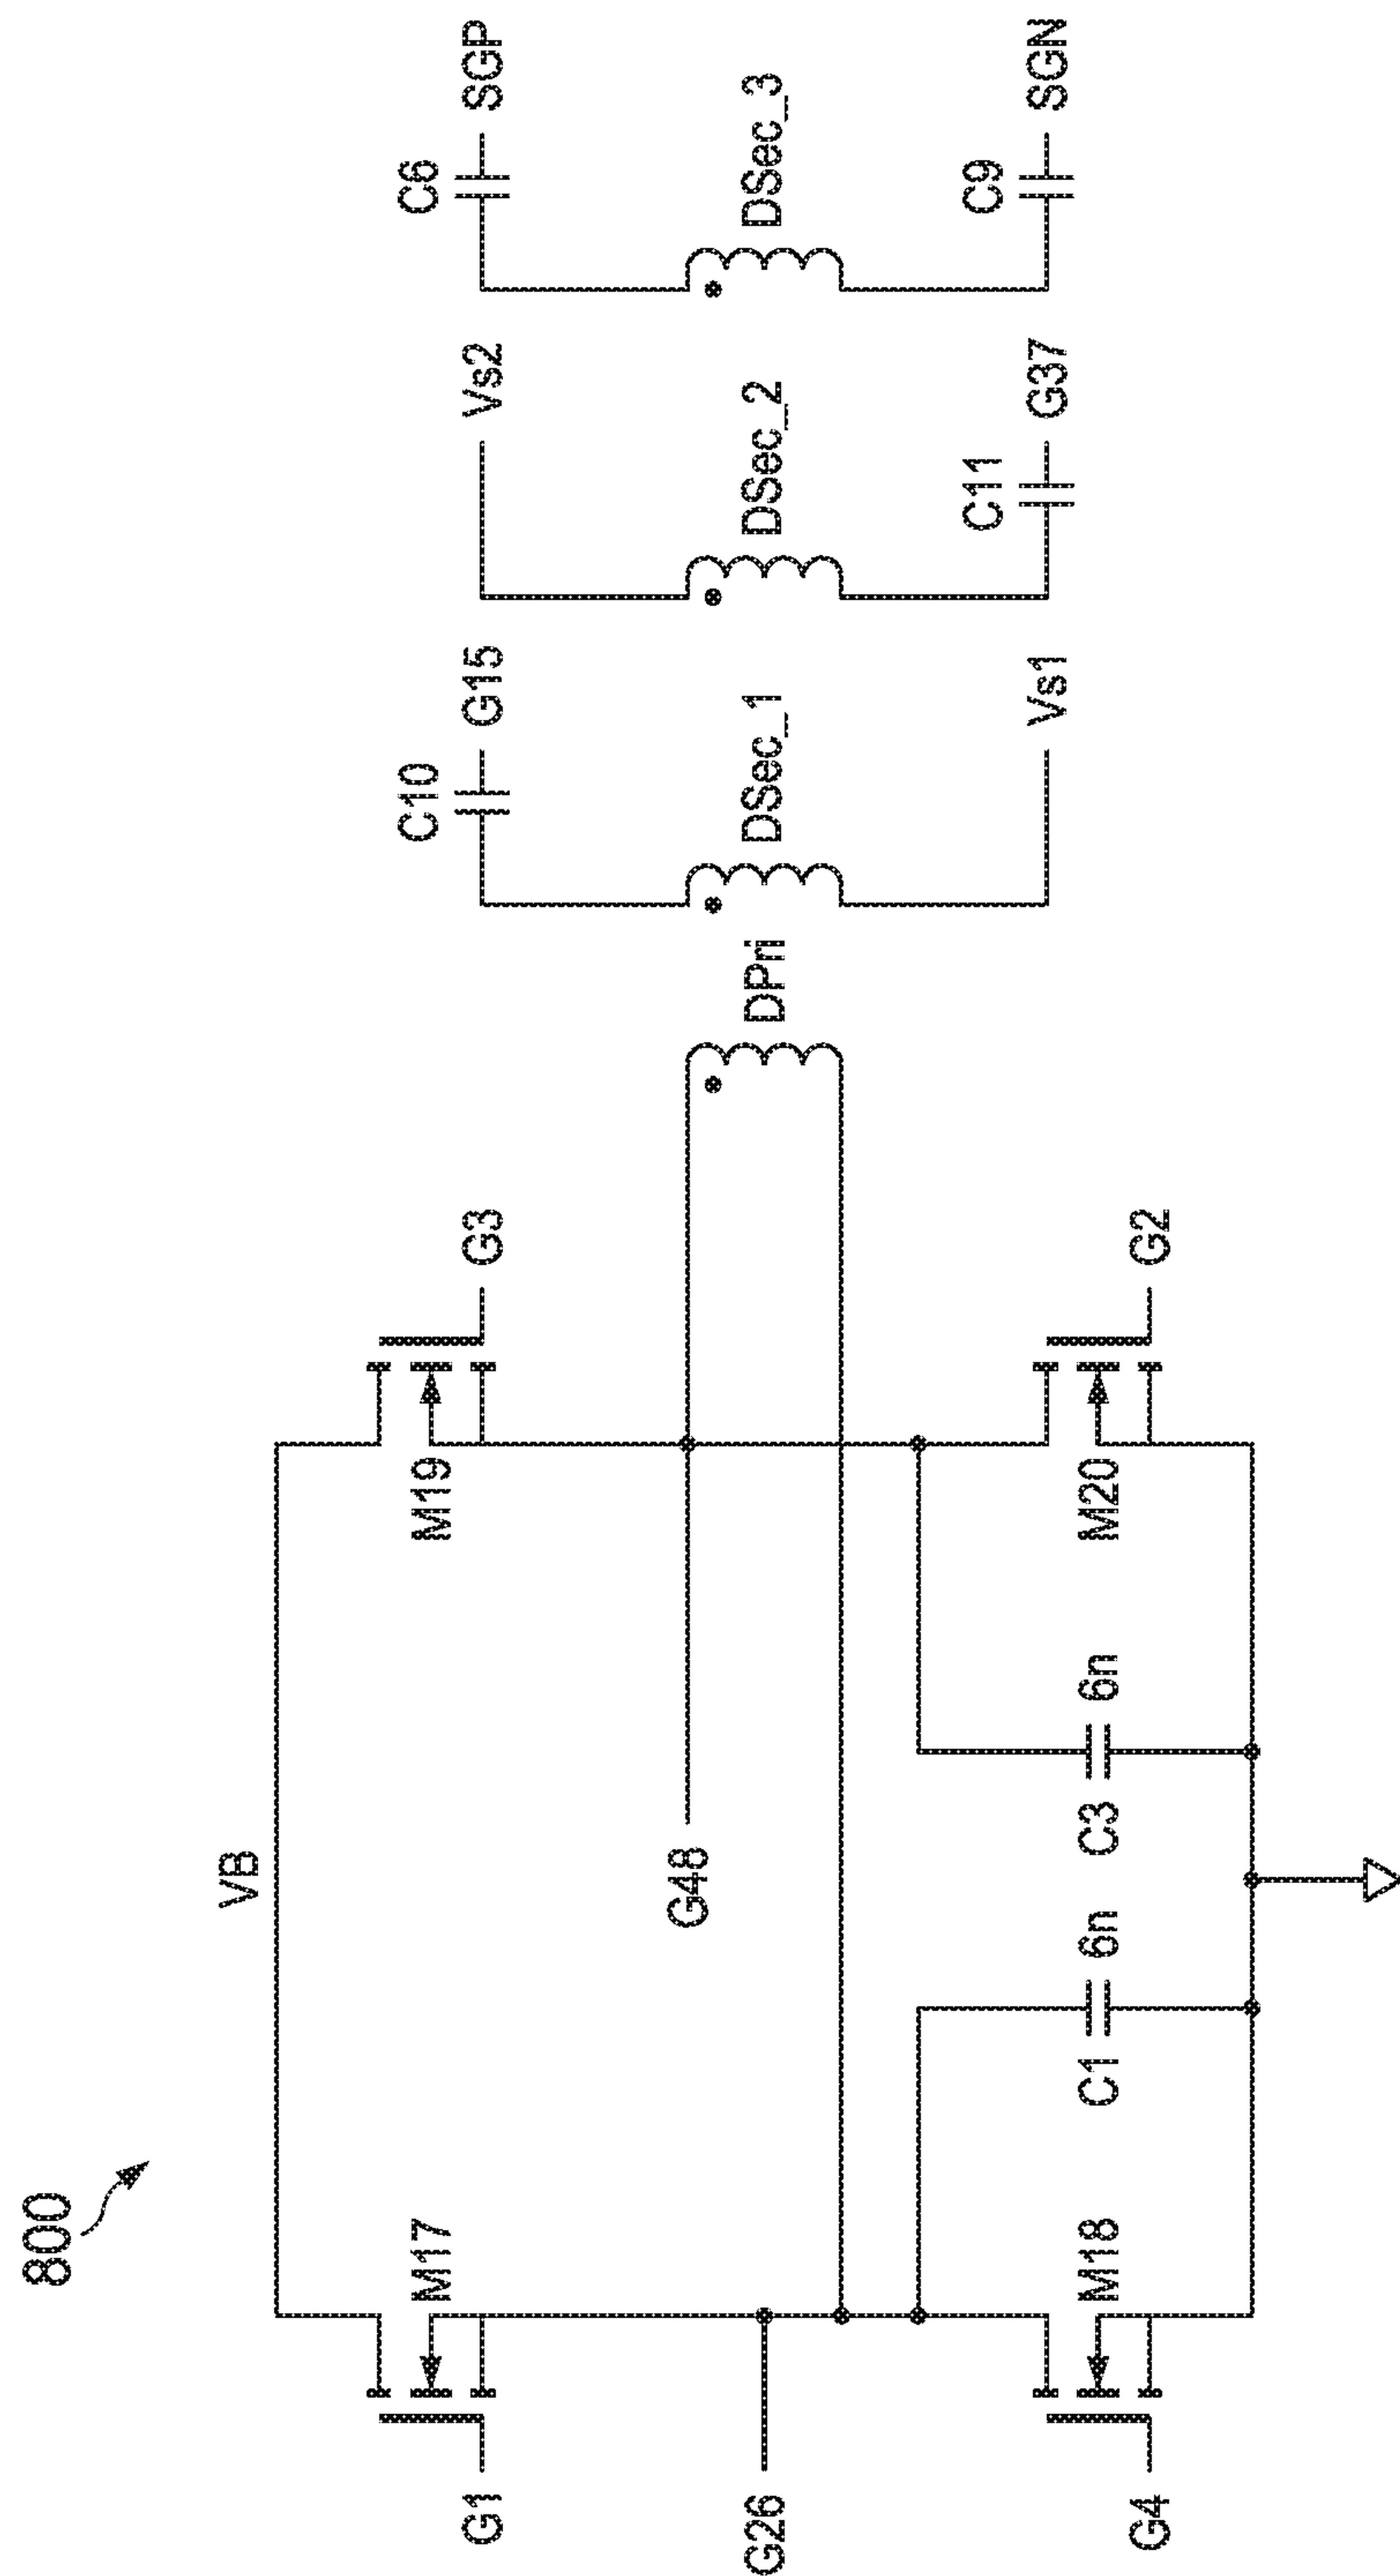 800
VB
G1
M17
M19
G3
G26
G48
DPri
G4
M18
C1
6n
C3
6n
M20
G2
C10
G15
DSec_1
Vs1
Vs2
DSec_2
C11
G37
C6
SGP
DSec_3
C9
SGN